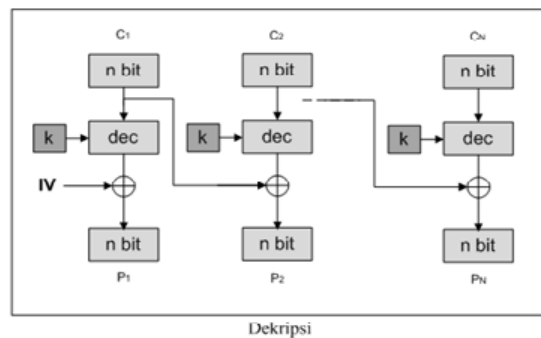 C1 C2 CN
n bit n bit n bit
k dec k dec k dec
IV
n bit n bit n bit
P1 P2 PN
Dekripsi